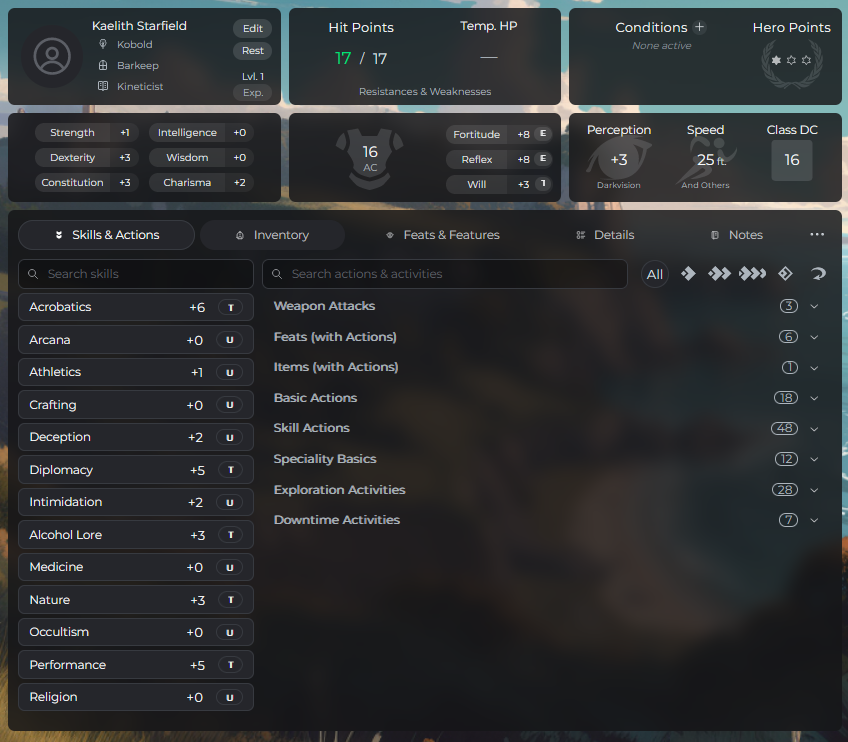 Kaelith Starfield
Kobold
Barkeep
Kineticist
Edit
Rest
Lvl. 1
Exp.
Hit Points
17 / 17
Temp. HP
—
Resistances & Weaknesses
Conditions +
None active
Hero Points
Strength +1
Intelligence +0
Dexterity +3
Wisdom +0
Constitution +3
Charisma +2
16
AC
Fortitude +8 E
Reflex +8 E
Will +3 T
Perception
+3
Darkvision
Speed
25 ft.
And Others
Class DC
16
Skills & Actions
Inventory
Feats & Features
Details
Notes
Search skills
Search actions & activities
All
Acrobatics +6 T
Arcana +0 U
Athletics +1 U
Crafting +0 U
Deception +2 U
Diplomacy +5 T
Intimidation +2 U
Alcohol Lore +3 T
Medicine +0 U
Nature +3 T
Occultism +0 U
Performance +5 T
Religion +0 U
Weapon Attacks 3
Feats (with Actions) 6
Items (with Actions) 1
Basic Actions 18
Skill Actions 48
Speciality Basics 12
Exploration Activities 28
Downtime Activities 7